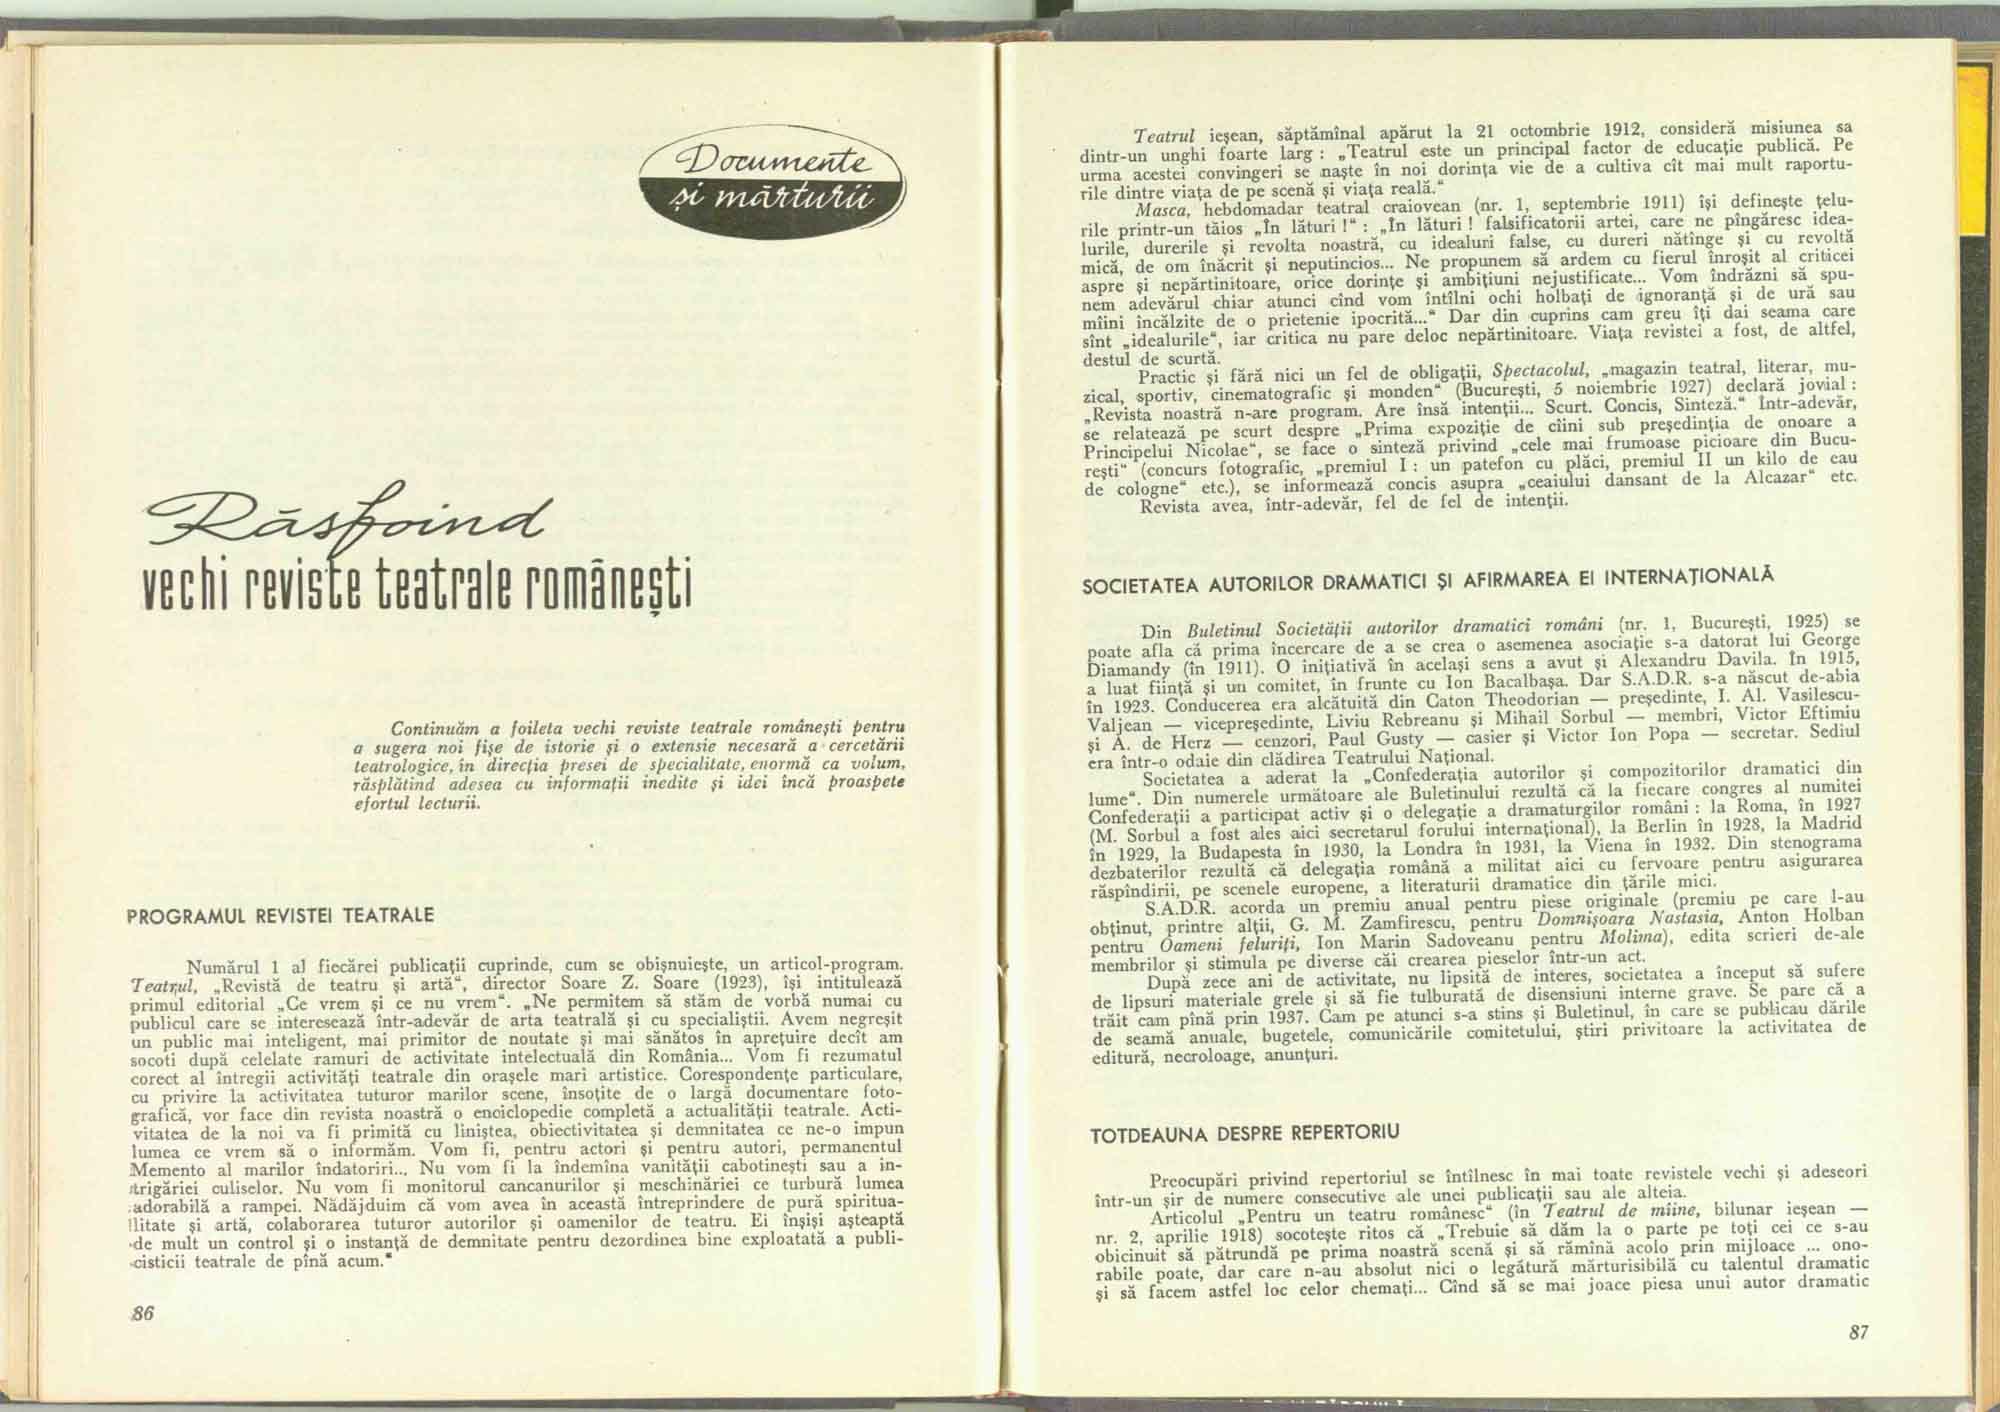 Documente
și mărturii
Răsfoind
vechi reviste teatrale românești
Continuăm a foileta vechi reviste teatrale românești pentru
a sugera noi fișe de istorie și o extensie necesară a cercetării
teatrologice, în direcția presei de specialitate, enormă ca volum,
răsplătind adesea cu informații inedite și idei încă proaspete
efortul lecturii.
PROGRAMUL REVISTEI TEATRALE
Numărul 1 al fiecărei publicații cuprinde, cum se obișnuiește, un articol-program.
Teatrul, „Revistă de teatru și artă“, director Soare Z. Soare (1923), își intitulează
primul editorial „Ce vrem și ce nu vrem“. „Ne permitem să stăm de vorbă numai cu
publicul care se interesează într-adevăr de arta teatrală și cu specialiștii. Avem negreșit
un public mai inteligent, mai primitor de noutate și mai sănătos în aprețuire decît am
socoti după celelate ramuri de activitate intelectuală din România... Vom fi rezumatul
corect al întregii activități teatrale din orașele mari artistice. Corespondențe particulare,
cu privire la activitatea tuturor marilor scene, însoțite de o largă documentare foto-
grafică, vor face din revista noastră o enciclopedie completă a actualității teatrale. Acti-
vitatea de la noi va fi primită cu liniștea, obiectivitatea și demnitatea ce ne-o impun
lumea ce vrem să o informăm. Vom fi, pentru actori și pentru autori, permanentul
Memento al marilor îndatoriri... Nu vom fi la îndemîna vanității cabotinești sau a in-
trigăriei culiselor. Nu vom fi monitorul cancanurilor și meschinăriei ce turbură lumea
adorabilă a rampei. Nădăjduim că vom avea în această întreprindere de pură spiritua-
litate și artă, colaborarea tuturor autorilor și oamenilor de teatru. Ei înșiși așteaptă
de mult un control și o instanță de demnitate pentru dezordinea bine exploatată a publi-
cisticii teatrale de pînă acum.“
86
Teatrul ieșean, săptămînal apărut la 21 octombrie 1912, consideră misiunea sa
dintr-un unghi foarte larg : „Teatrul este un principal factor de educație publică. Pe
urma acestei convingeri se naște în noi dorința vie de a cultiva cît mai mult raportu-
rile dintre viața de pe scenă și viața reală.“
Masca, hebdomadar teatral craiovean (nr. 1, septembrie 1911) își definește țelu-
rile printr-un tăios „În lături !“ : „În lături ! falsificatorii artei, care ne pîngăresc idea-
lurile, durerile și revolta noastră, cu idealuri false, cu dureri nătînge și cu revoltă
mică, de om înăcrit și neputincios... Ne propunem să ardem cu fierul înroșit al criticei
aspre și nepărtinitoare, orice dorințe și ambițiuni nejustificate... Vom îndrăzni să spu-
nem adevărul chiar atunci cînd vom întîlni ochi holbați de ignoranță și de ură sau
mîini încălzite de o prietenie ipocrită...“ Dar din cuprins cam greu îți dai seama care
sînt „idealurile“, iar critica nu pare deloc nepărtinitoare. Viața revistei a fost, de altfel,
destul de scurtă.
Practic și fără nici un fel de obligații, Spectacolul, „magazin teatral, literar, mu-
zical, sportiv, cinematografic și monden“ (București, 5 noiembrie 1927) declară jovial :
„Revista noastră n-are program. Are însă intenții... Scurt. Concis, Sinteză.“ Într-adevăr,
se relatează pe scurt despre „Prima expoziție de cîini sub președinția de onoare a
Principelui Nicolae“, se face o sinteză privind „cele mai frumoase picioare din Bucu-
rești“ (concurs fotografic, „premiul I : un patefon cu plăci, premiul II un kilo de eau
de cologne“ etc.), se informează concis asupra „ceaiului dansant de la Alcazar“ etc.
Revista avea, într-adevăr, fel de fel de intenții.
SOCIETATEA AUTORILOR DRAMATICI ȘI AFIRMAREA EI INTERNAȚIONALĂ
Din Buletinul Societății autorilor dramatici români (nr. 1, București, 1925) se
poate afla că prima încercare de a se crea o asemenea asociație s-a datorat lui George
Diamandy (în 1911). O inițiativă în același sens a avut și Alexandru Davila. În 1915,
a luat ființă și un comitet, în frunte cu Ion Bacalbașa. Dar S.A.D.R. s-a născut de-abia
în 1923. Conducerea era alcătuită din Caton Theodorian — președinte, I. Al. Vasilescu-
Valjean — vicepreședinte, Liviu Rebreanu și Mihail Sorbul — membri, Victor Eftimiu
și A. de Herz — cenzori, Paul Gusty — casier și Victor Ion Popa — secretar. Sediul
era într-o odaie din clădirea Teatrului Național.
Societatea a aderat la „Confederația autorilor și compozitorilor dramatici din
lume“. Din numerele următoare ale Buletinului rezultă că la fiecare congres al numitei
Confederații a participat activ și o delegație a dramaturgilor români : la Roma, în 1927
(M. Sorbul a fost ales aici secretarul forului internațional), la Berlin în 1928, la Madrid
în 1929, la Budapesta în 1930, la Londra în 1931, la Viena în 1932. Din stenograma
dezbaterilor rezultă că delegația română a militat aici cu fervoare pentru asigurarea
răspîndirii, pe scenele europene, a literaturii dramatice din țările mici.
S.A.D.R. acorda un premiu anual pentru piese originale (premiu pe care l-au
obținut, printre alții, G. M. Zamfirescu, pentru Domnișoara Nastasia, Anton Holban
pentru Oameni feluriți, Ion Marin Sadoveanu pentru Molima), edita scrieri de-ale
membrilor și stimula pe diverse căi crearea pieselor într-un act.
După zece ani de activitate, nu lipsită de interes, societatea a început să sufere
de lipsuri materiale grele și să fie tulburată de disensiuni interne grave. Se pare că a
trăit cam pînă prin 1937. Cam pe atunci s-a stins și Buletinul, în care se publicau dările
de seamă anuale, bugetele, comunicările comitetului, știri privitoare la activitatea de
editură, necroloage, anunțuri.
TOTDEAUNA DESPRE REPERTORIU
Preocupări privind repertoriul se întîlnesc în mai toate revistele vechi și adeseori
într-un șir de numere consecutive ale unei publicații sau ale alteia.
Articolul „Pentru un teatru românesc“ (în Teatrul de mîine, bilunar ieșean —
nr. 2, aprilie 1918) socotește ritos că „Trebuie să dăm la o parte pe toți cei ce s-au
obicinuit să pătrundă pe prima noastră scenă și să rămînă acolo prin mijloace ... ono-
rabile poate, dar care n-au absolut nici o legătură mărturisibilă cu talentul dramatic
și să facem astfel loc celor chemați... Cînd să se mai joace piesa unui autor dramatic
87